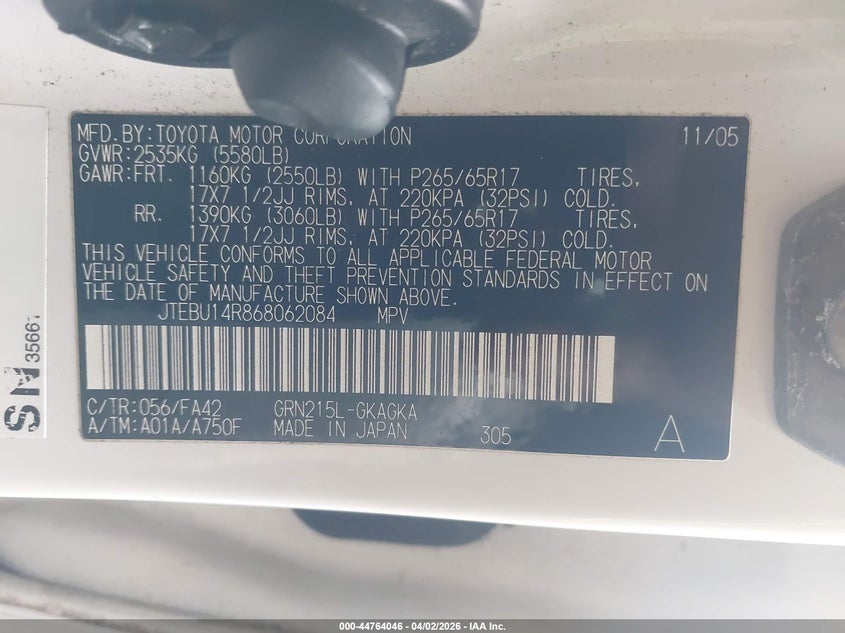 MFD.BY:TOYOTA MOTOR CORPORATION 11/05
GVWR:2535KG (5580LB)
GAWR:FRT. 1160KG (2550LB) WITH P265/65R17 TIRES,
17X7 1/2JJ RIMS, AT 220KPA (32PSI) COLD.
RR. 1390KG (3060LB) WITH P265/65R17 TIRES,
17X7 1/2JJ RIMS, AT 220KPA (32PSI) COLD.
THIS VEHICLE CONFORMS TO ALL APPLICABLE FEDERAL MOTOR
VEHICLE SAFETY AND THEFT PREVENTION STANDARDS IN EFFECT ON
THE DATE OF MANUFACTURE SHOWN ABOVE.
JTEBU14R868062084 MPV
C/TR:056/FA42 GRN215L-GKAGKA
A/TM:A01A/A750F MADE IN JAPAN 305 A
SN 35661
000-44764046 - 04/02/2026 - IAA Inc.